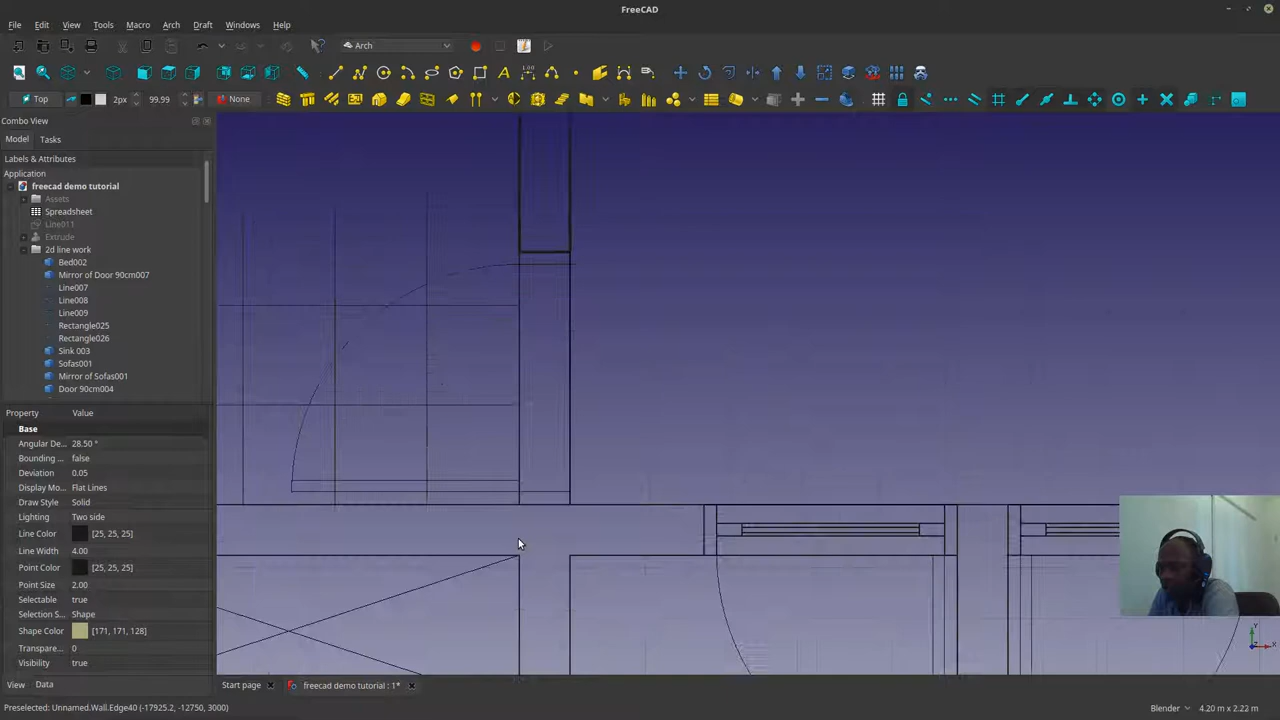 FreeCAD
File Edit View Tools Macro Arch Draft Windows Help
Arch
Top 2px 99.99 None
Combo View
Model Tasks
Labels & Attributes
Application
freecad demo tutorial
Assets
Spreadsheet
Line011
Extrude
2d line work
Bed002
Mirror of Door 90cm007
Line007
Line008
Line009
Rectangle025
Rectangle026
Sink 003
Sofas001
Mirror of Sofas001
Door 90cm004
Property Value
Base
Angular De... 28.50 °
Bounding ... false
Deviation 0.05
Display Mo... Flat Lines
Draw Style Solid
Lighting Two side
Line Color [25, 25, 25]
Line Width 4.00
Point Color [25, 25, 25]
Point Size 2.00
Selectable true
Selection S... Shape
Shape Color [171, 171, 128]
Transpare... 0
Visibility true
View Data
Start page freecad demo tutorial : 1*
Preselected: Unnamed.Wall.Edge40 (-17925.2, -12750, 3000)
Blender 4.20 m x 2.22 m
Y
Z X